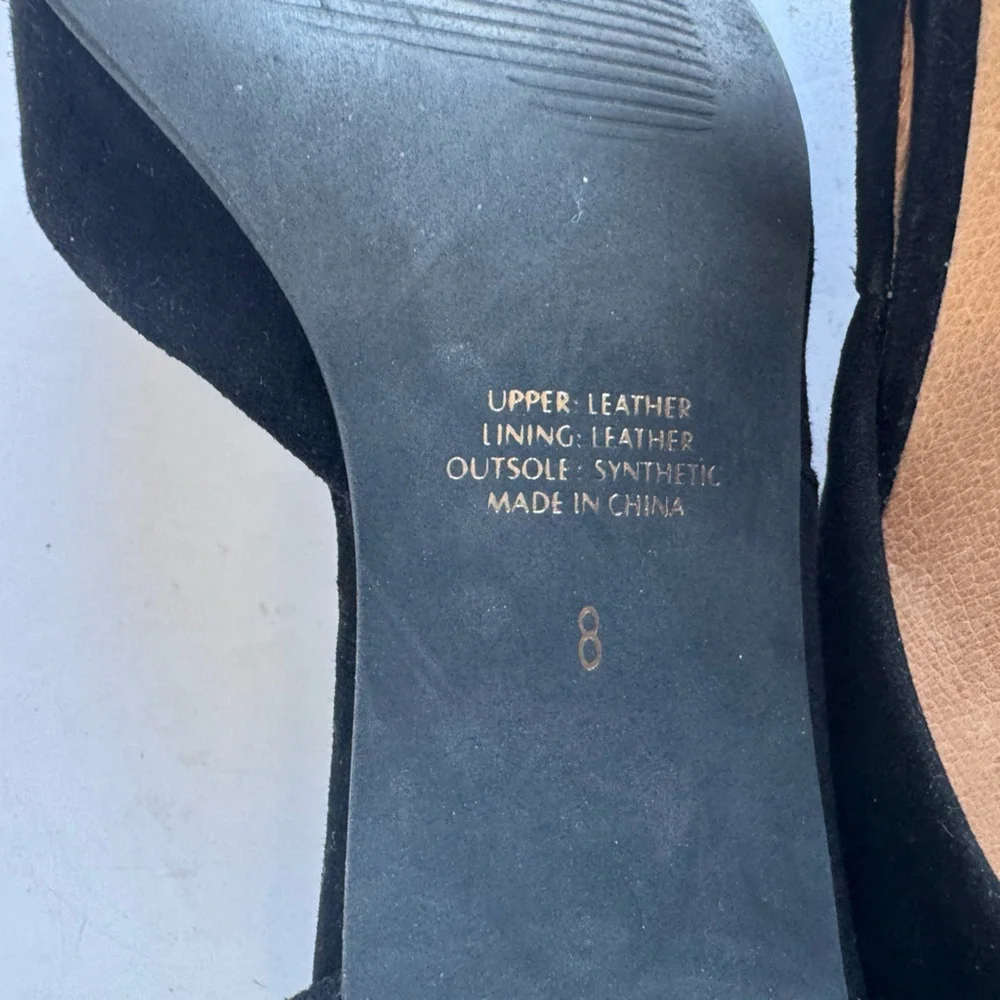 UPPER: LEATHER
LINING: LEATHER
OUTSOLE: SYNTHETIC
MADE IN CHINA
8